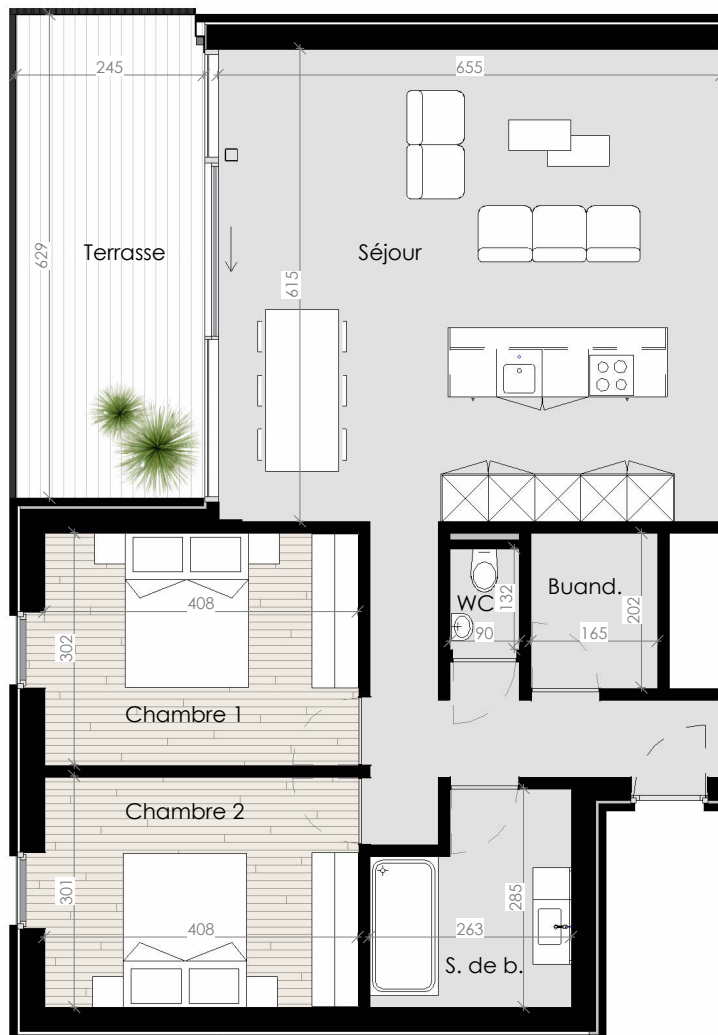 245
655
629
Terrasse
Séjour
615
408
302
Chambre 1
WC
132
90
Buand.
202
165
Chambre 2
301
408
263
285
S. de b.